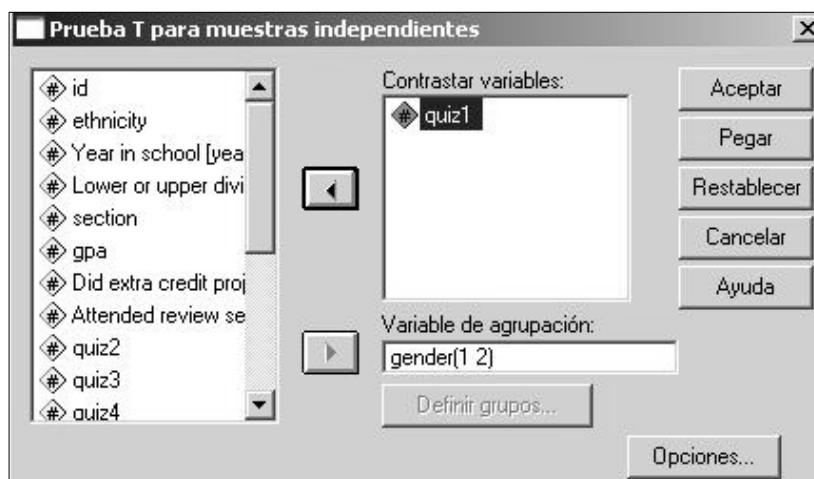 Prueba T para muestras independientes
id
ethnicity
Year in school [yea
Lower or upper divi
section
gpa
Did extra credit proj
Attended review se
quiz2
quiz3
quiz4
Contrastar variables:
quiz1
Variable de agrupación:
gender(1 2)
Definir grupos...
Aceptar
Pegar
Restablecer
Cancelar
Ayuda
Opciones...